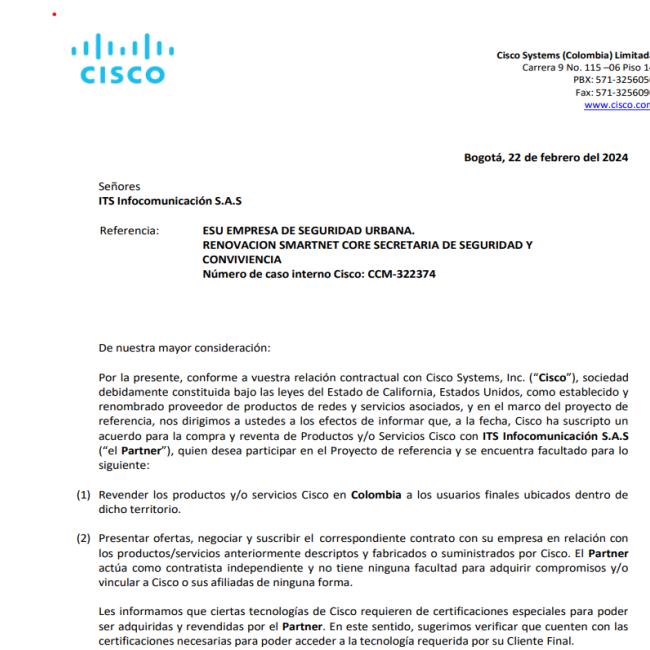 CISCO
Cisco Systems (Colombia) Limitad
Carrera 9 No. 115 –06 Piso 1
PBX: 571-325605
Fax: 571-325609
www.cisco.co
Bogotá, 22 de febrero del 2024
Señores
ITS Infocomunicación S.A.S
Referencia: ESU EMPRESA DE SEGURIDAD URBANA.
RENOVACION SMARTNET CORE SECRETARIA DE SEGURIDAD Y
CONVIVIENCIA
Número de caso interno Cisco: CCM-322374
De nuestra mayor consideración:
Por la presente, conforme a vuestra relación contractual con Cisco Systems, Inc. (“Cisco”), sociedad
debidamente constituida bajo las leyes del Estado de California, Estados Unidos, como establecido y
renombrado proveedor de productos de redes y servicios asociados, y en el marco del proyecto de
referencia, nos dirigimos a ustedes a los efectos de informar que, a la fecha, Cisco ha suscripto un
acuerdo para la compra y reventa de Productos y/o Servicios Cisco con ITS Infocomunicación S.A.S
(“el Partner”), quien desea participar en el Proyecto de referencia y se encuentra facultado para lo
siguiente:
(1) Revender los productos y/o servicios Cisco en Colombia a los usuarios finales ubicados dentro de
dicho territorio.
(2) Presentar ofertas, negociar y suscribir el correspondiente contrato con su empresa en relación con
los productos/servicios anteriormente descriptos y fabricados o suministrados por Cisco. El Partner
actúa como contratista independiente y no tiene ninguna facultad para adquirir compromisos y/o
vincular a Cisco o sus afiliadas de ninguna forma.
Les informamos que ciertas tecnologías de Cisco requieren de certificaciones especiales para poder
ser adquiridas y revendidas por el Partner. En este sentido, sugerimos verificar que cuenten con las
certificaciones necesarias para poder acceder a la tecnología requerida por su Cliente Final.